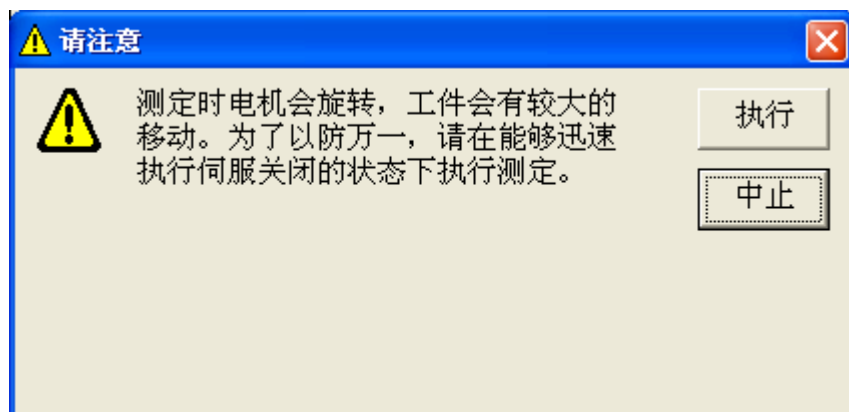 请注意
测定时电机会旋转，工件会有较大的
移动。为了以防万一，请在能够迅速
执行伺服关闭的状态下执行测定。
执行
中止